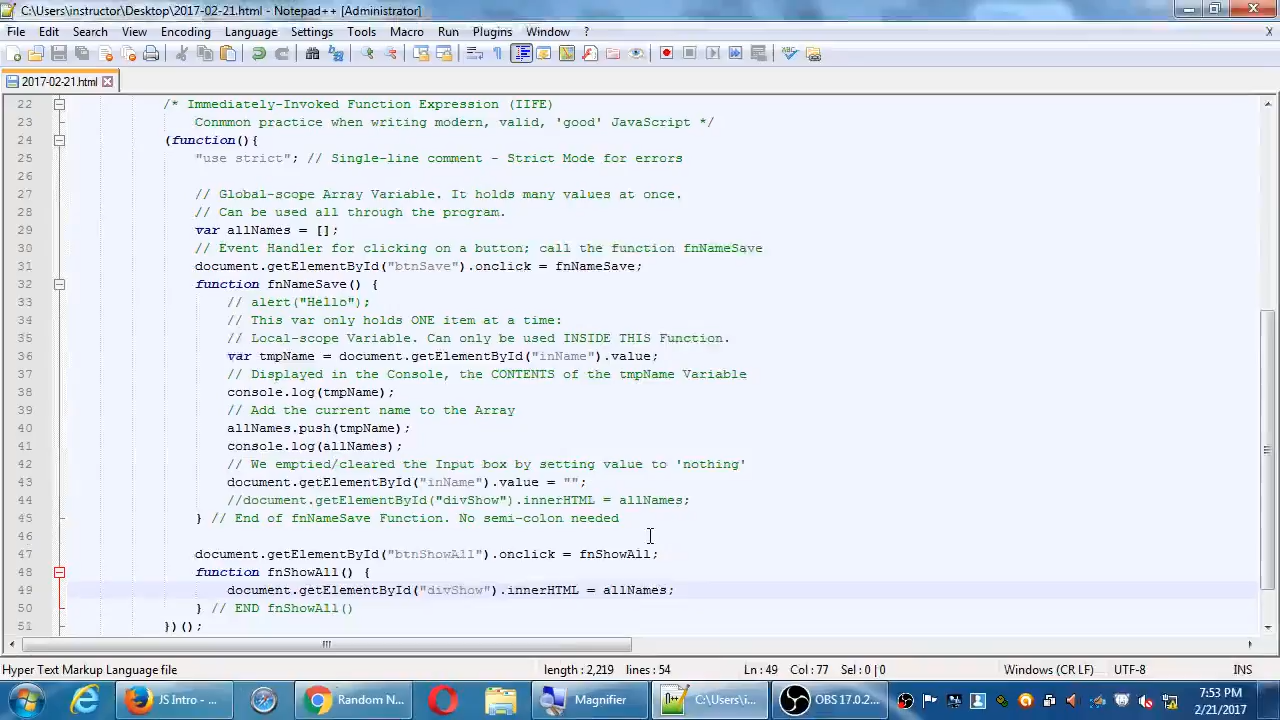 C:\Users\instructor\Desktop\2017-02-21.html - Notepad++ [Administrator]
File Edit Search View Encoding Language Settings Tools Macro Run Plugins Window ? X
2017-02-21.html
22 /* Immediately-Invoked Function Expression (IIFE)
23 Conmmon practice when writing modern, valid, 'good' JavaScript */
24 (function(){
25 "use strict"; // Single-line comment - Strict Mode for errors
26
27 // Global-scope Array Variable. It holds many values at once.
28 // Can be used all through the program.
29 var allNames = [];
30 // Event Handler for clicking on a button; call the function fnNameSave
31 document.getElementById("btnSave").onclick = fnNameSave;
32 function fnNameSave() {
33 // alert("Hello");
34 // This var only holds ONE item at a time:
35 // Local-scope Variable. Can only be used INSIDE THIS Function.
36 var tmpName = document.getElementById("inName").value;
37 // Displayed in the Console, the CONTENTS of the tmpName Variable
38 console.log(tmpName);
39 // Add the current name to the Array
40 allNames.push(tmpName);
41 console.log(allNames);
42 // We emptied/cleared the Input box by setting value to 'nothing'
43 document.getElementById("inName").value = "";
44 //document.getElementById("divShow").innerHTML = allNames;
45 } // End of fnNameSave Function. No semi-colon needed
46
47 document.getElementById("btnShowAll").onclick = fnShowAll;
48 function fnShowAll() {
49 document.getElementById("divShow").innerHTML = allNames;
50 } // END fnShowAll()
51 })();
Hyper Text Markup Language file length : 2,219 lines : 54 Ln : 49 Col : 77 Sel : 0 | 0 Windows (CR LF) UTF-8 INS
JS Intro - ... Random N... Magnifier C:\Users\i... OBS 17.0.2... 7:53 PM
2/21/2017